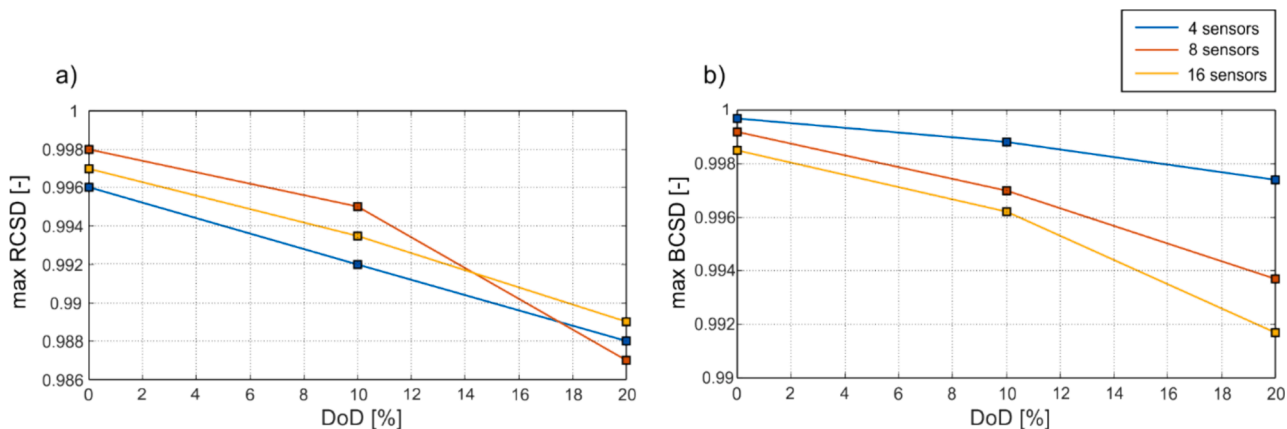 4 sensors
8 sensors
16 sensors
a)
1
0.998
0.996
0.994
0.992
0.99
0.988
0.986
0 2 4 6 8 10 12 14 16 18 20
max RCSD [-]
DoD [%]
b)
1
0.998
0.996
0.994
0.992
0.99
0 2 4 6 8 10 12 14 16 18 20
max BCSD [-]
DoD [%]